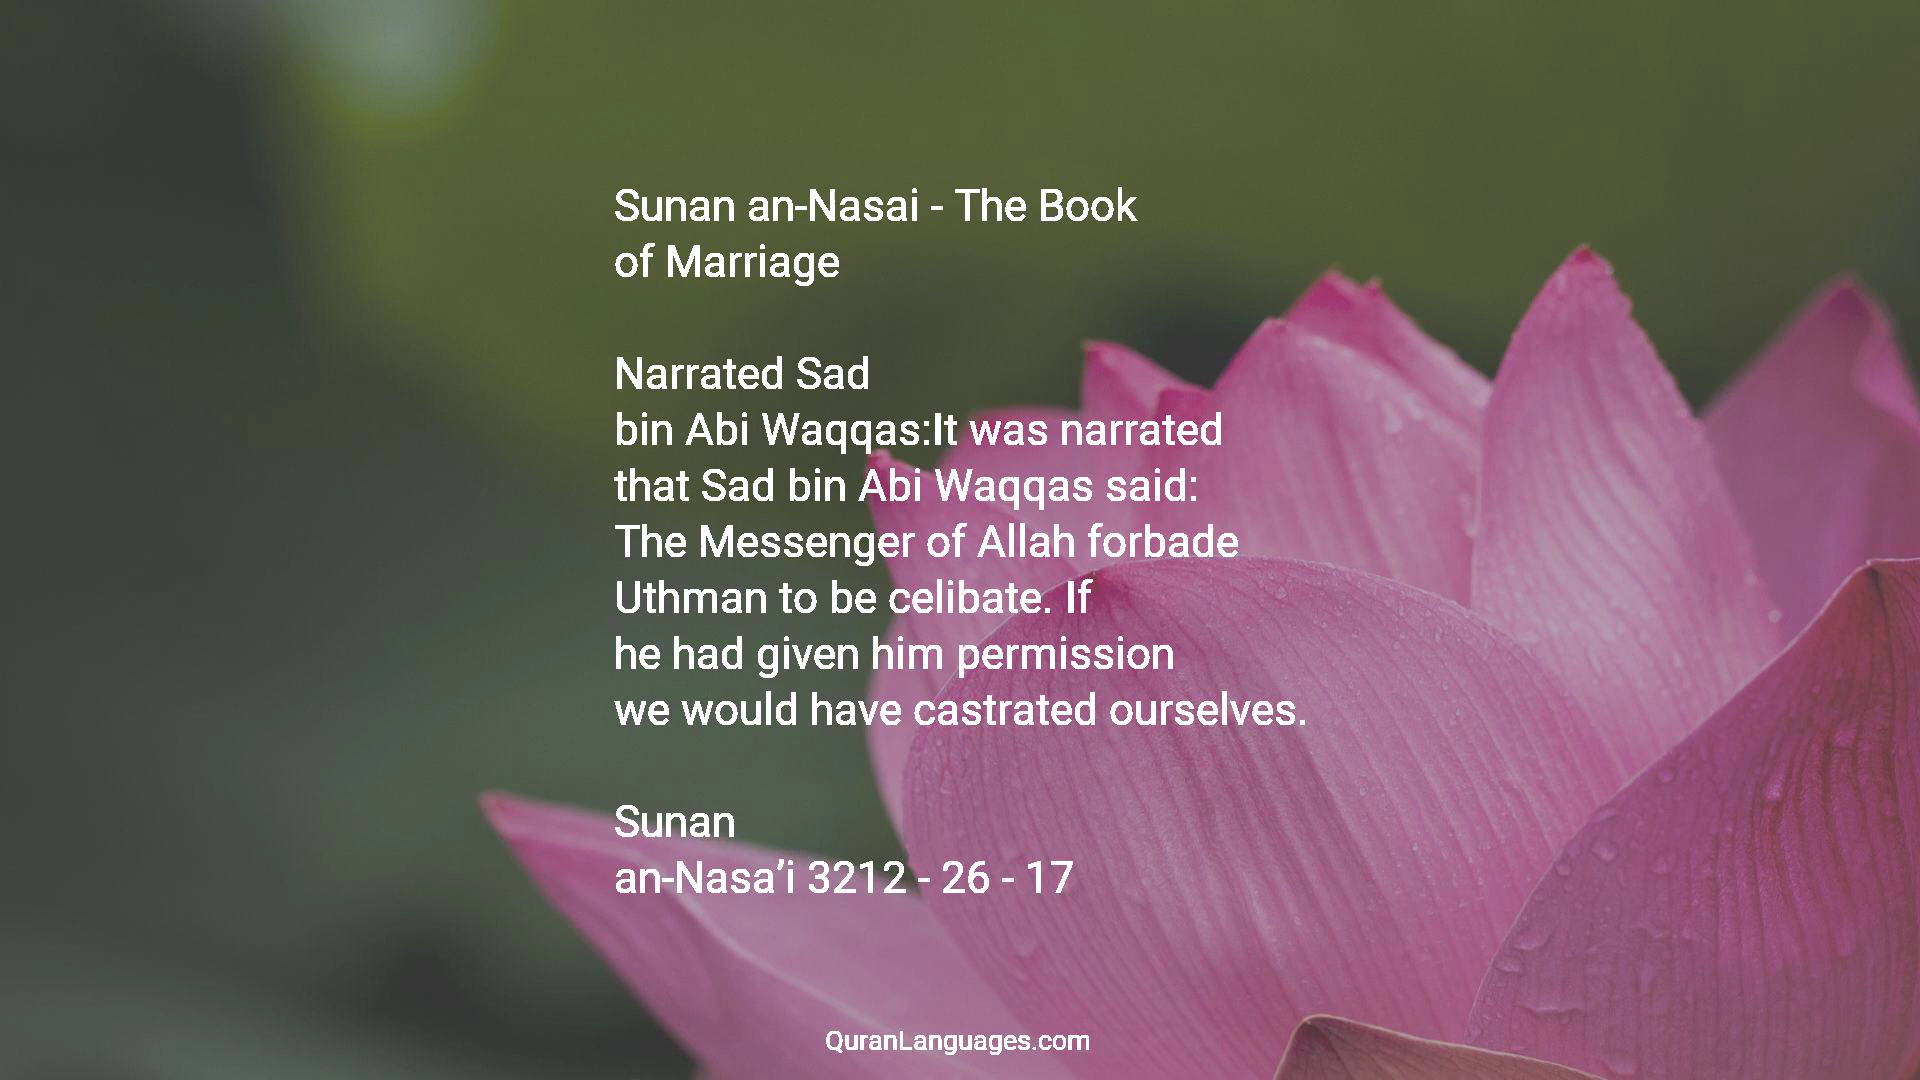 Sunan an-Nasai - The Book
of Marriage
Narrated Sad
bin Abi Waqqas:It was narrated
that Sad bin Abi Waqqas said:
The Messenger of Allah forbade
Uthman to be celibate. If
he had given him permission
we would have castrated ourselves.
Sunan
an-Nasa’i 3212 - 26 - 17
QuranLanguages.com